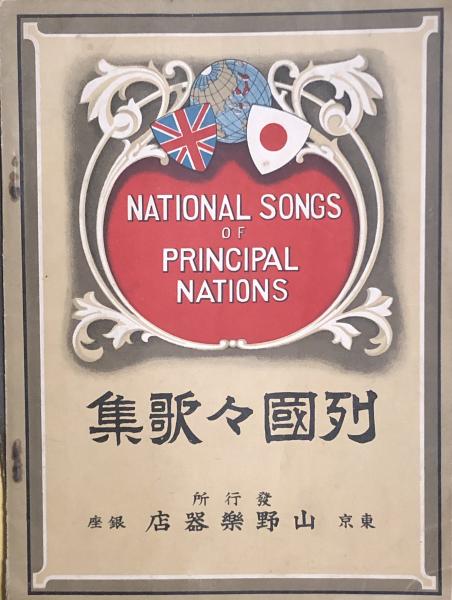 NATIONAL SONGS
OF
PRINCIPAL
NATIONS
列國々歌集
發行所
東京 山野樂器店 銀座